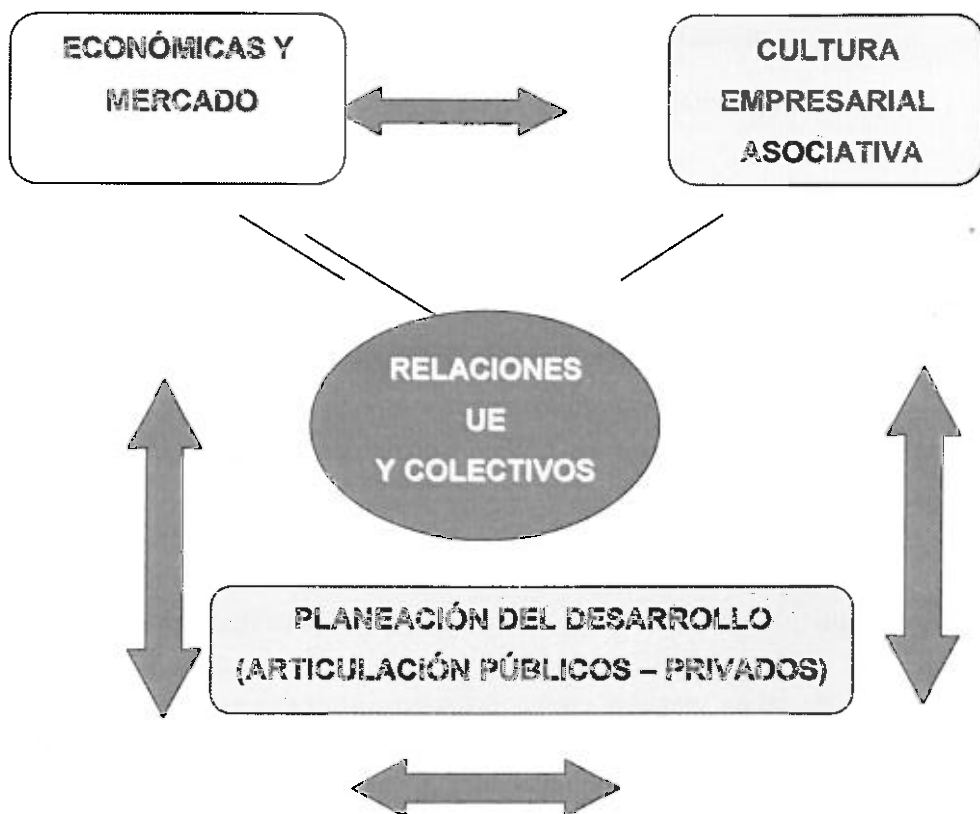 ECONÓMICAS Y
MERCADO
CULTURA
EMPRESARIAL
ASOCIATIVA
RELACIONES
UE
Y COLECTIVOS
PLANEACIÓN DEL DESARROLLO
(ARTICULACIÓN PÚBLICOS – PRIVADOS)